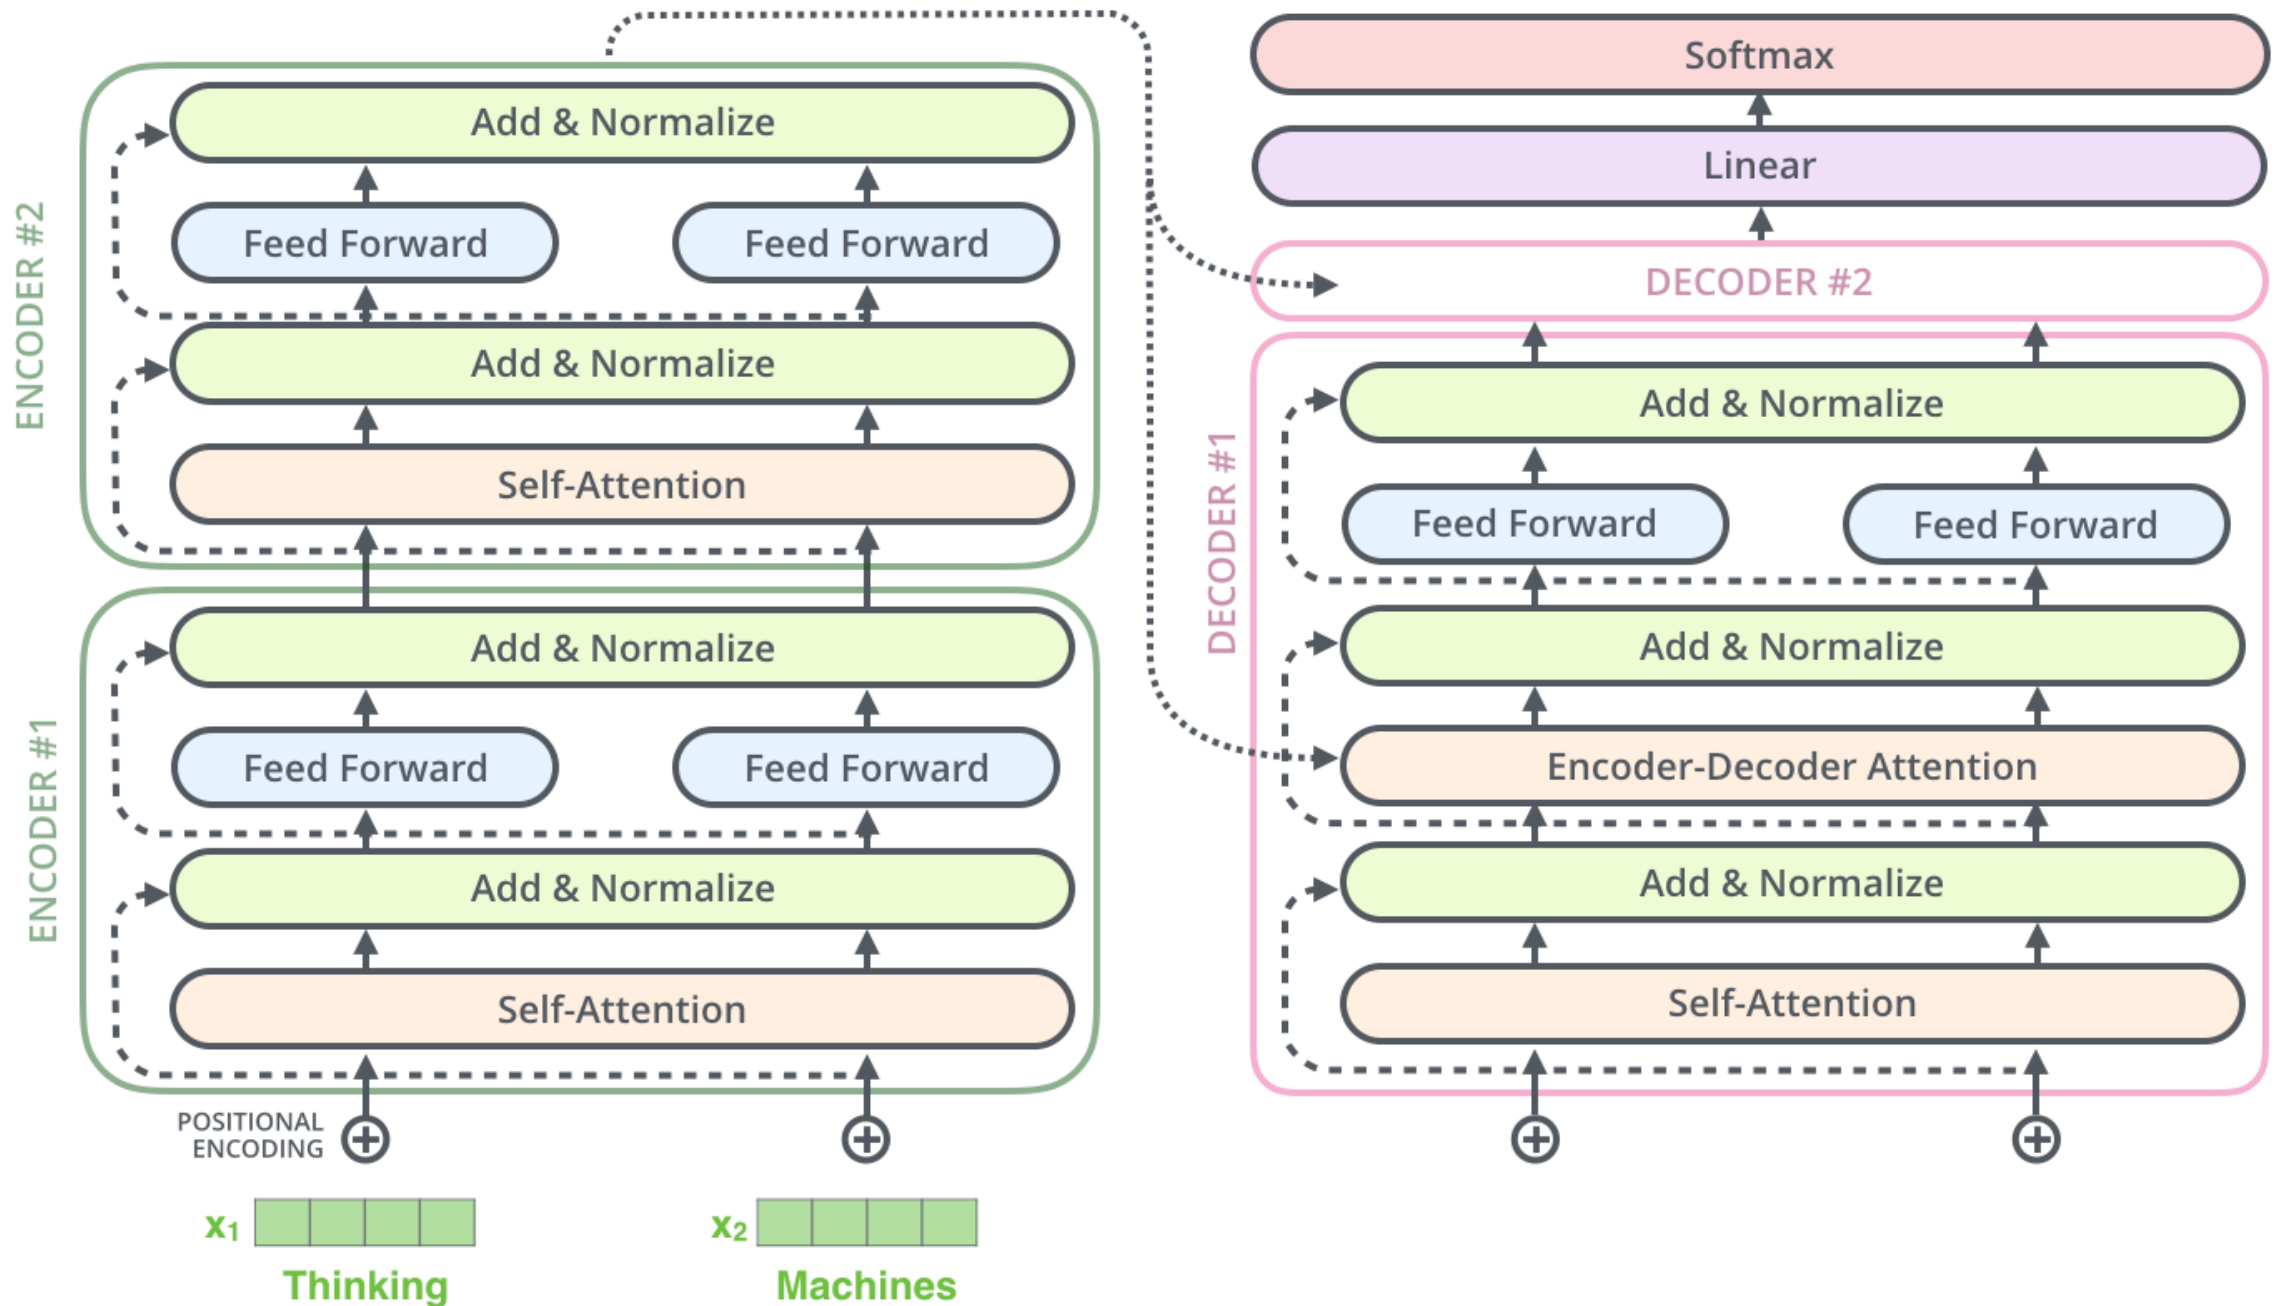 ENCODER #2
Add & Normalize
Feed Forward
Feed Forward
Add & Normalize
Self-Attention
ENCODER #1
Add & Normalize
Feed Forward
Feed Forward
Add & Normalize
Self-Attention
POSITIONAL
ENCODING
x1
x2
Thinking
Machines
Softmax
Linear
DECODER #2
DECODER #1
Add & Normalize
Feed Forward
Feed Forward
Add & Normalize
Encoder-Decoder Attention
Add & Normalize
Self-Attention